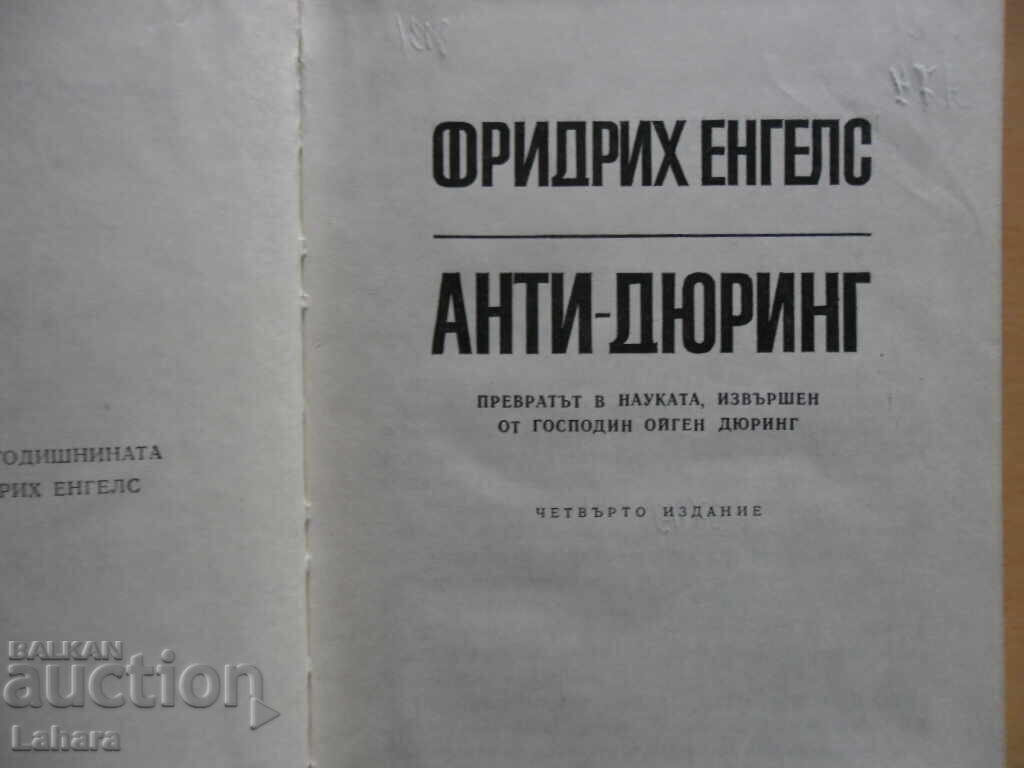 ГОДИШНИНАТА
РИХ ЕНГЕЛС
ФРИДРИХ ЕНГЕЛС
АНТИ-ДЮРИНГ
ПРЕВРАТЪТ В НАУКАТА, ИЗВЪРШЕН
ОТ ГОСПОДИН ОЙГЕН ДЮРИНГ
ЧЕТВЪРТО ИЗДАНИЕ
BALKAN
auction
Lahara